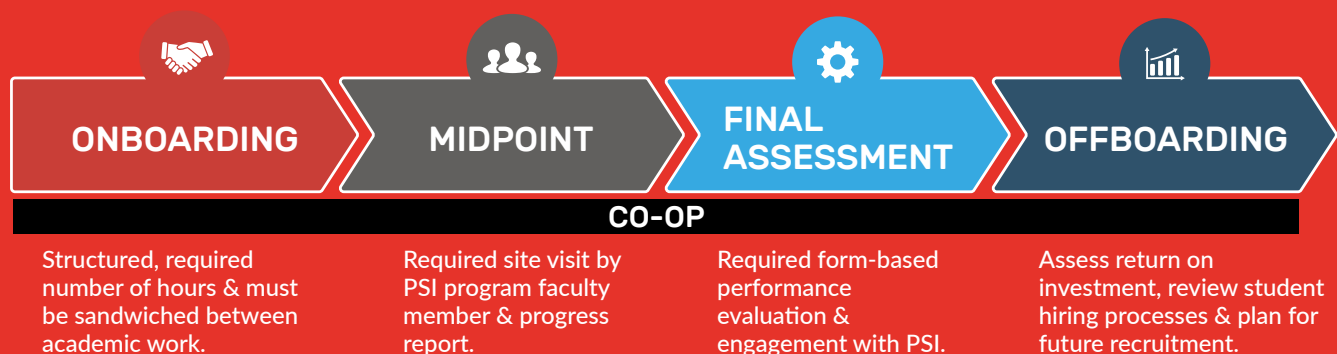 ONBOARDING
MIDPOINT
FINAL
ASSESSMENT
OFFBOARDING
CO-OP
Structured, required
number of hours & must
be sandwiched between
academic work.
Required site visit by
PSI program faculty
member & progress
report.
Required form-based
performance
evaluation &
engagement with PSI.
Assess return on
investment, review student
hiring processes & plan for
future recruitment.